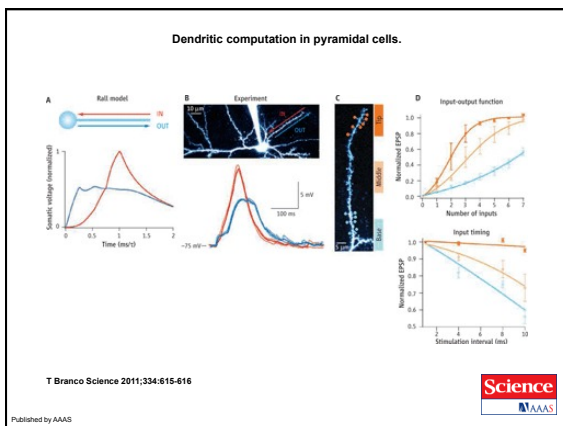 Dendritic computation in pyramidal cells.
A
Rall model
IN
OUT
Somatic voltage (normalized)
1
0
0
0.5
1
1.5
2
Time (ms/τ)
B
Experiment
30 µm
IN
OUT
5 mV
100 ms
–75 mV
C
Tip
Middle
Base
5 µm
D
Input-output function
Normalized EPSP
1.0
0.8
0.6
0.4
0.2
0.0
0 1 2 3 4 5 6 7
Number of inputs
Input timing
Normalized EPSP
1.0
0.9
0.8
0.7
0.6
0.5
2 4 6 8 10
Stimulation interval (ms)
T Branco Science 2011;334:615-616
Science
AAAS
Published by AAAS